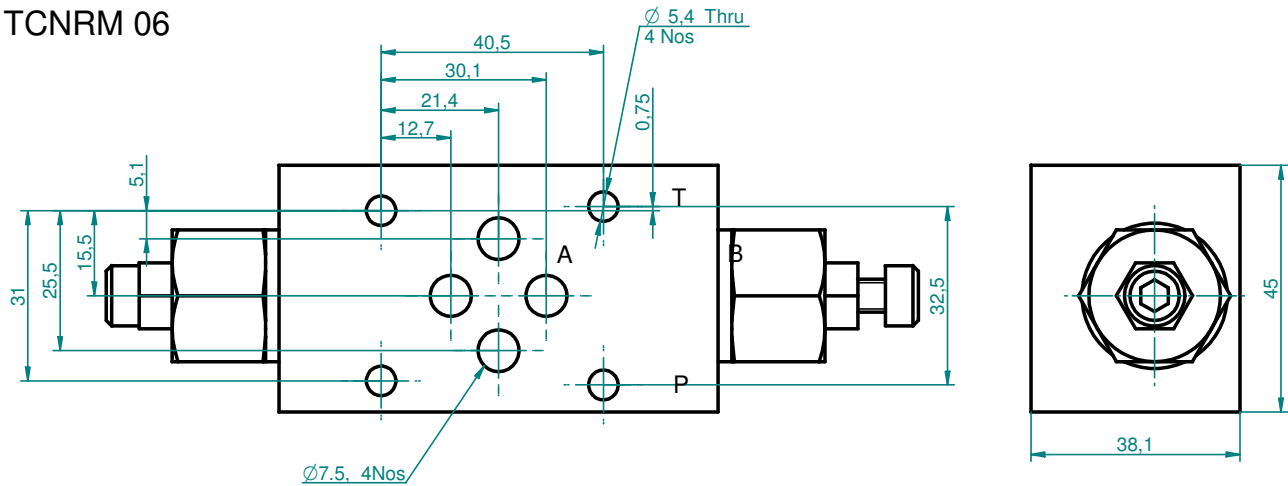 TCNRM 06
Ø 5,4 Thru
4 Nos
40,5
30,1
21,4
12,7
0,75
5,1
15,5
25,5
31
T
A
B
P
32,5
45
38,1
Ø7.5, 4Nos